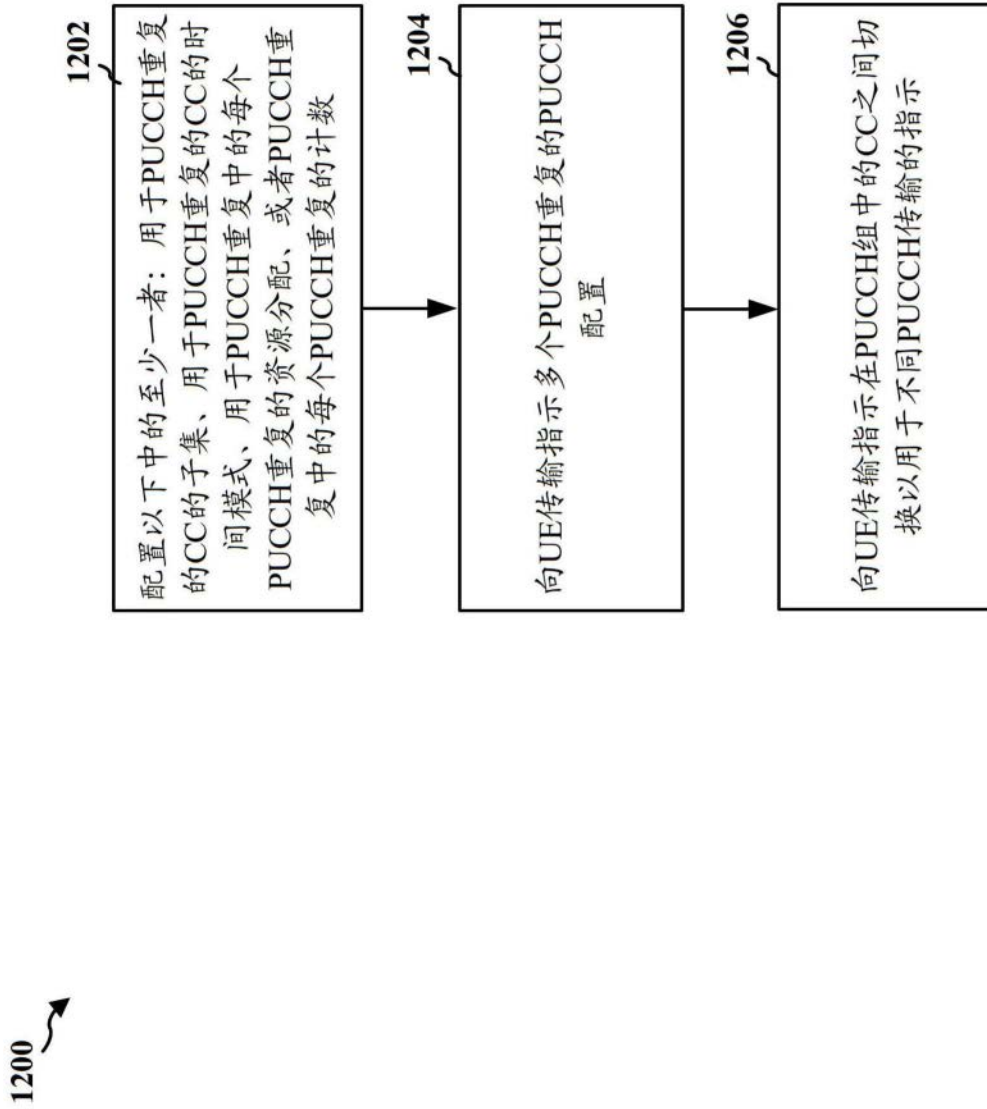 1200
1202
配置以下中的至少一者：用于PUCCH重复
的CC的子集、用于PUCCH重复的CC的时
间模式、用于PUCCH重复中的每个
PUCCH重复的资源分配、或者PUCCH重
复中的每个PUCCH重复的计数
1204
向UE传输指示多个PUCCH重复的PUCCH
配置
1206
向UE传输指示在PUCCH组中的CC之间切
换以用于不同PUCCH传输的指示